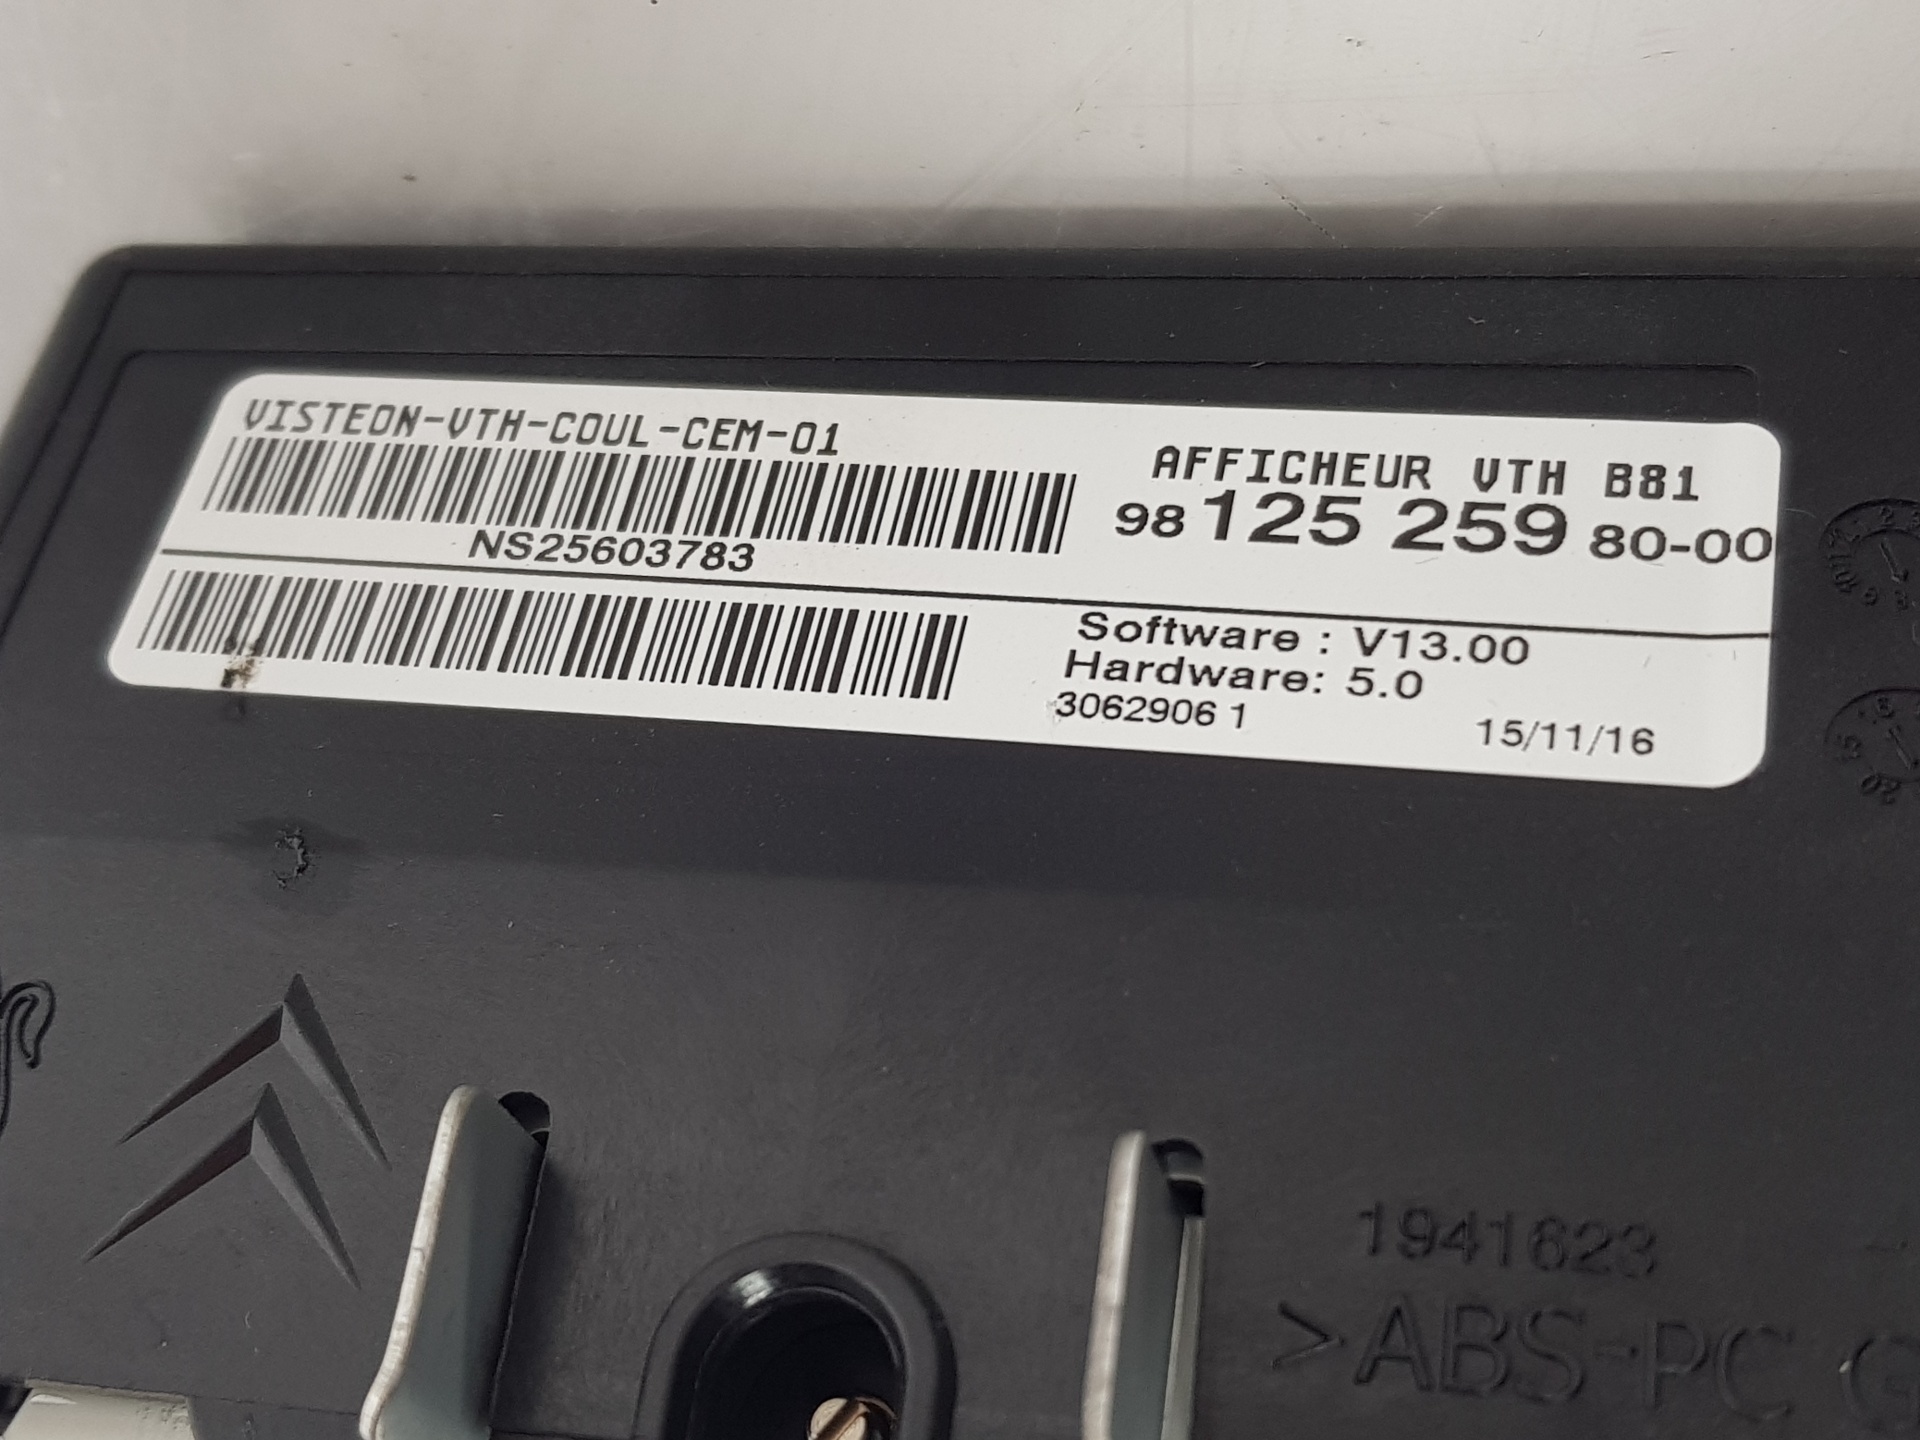 VISTEON-VTH-COUL-CEM-01
AFFICHEUR VTH B81
98 125 259 80-00
NS25603783
Software : V13.00
Hardware: 5.0
3062906 1
15/11/16
1941623
>ABS-PC